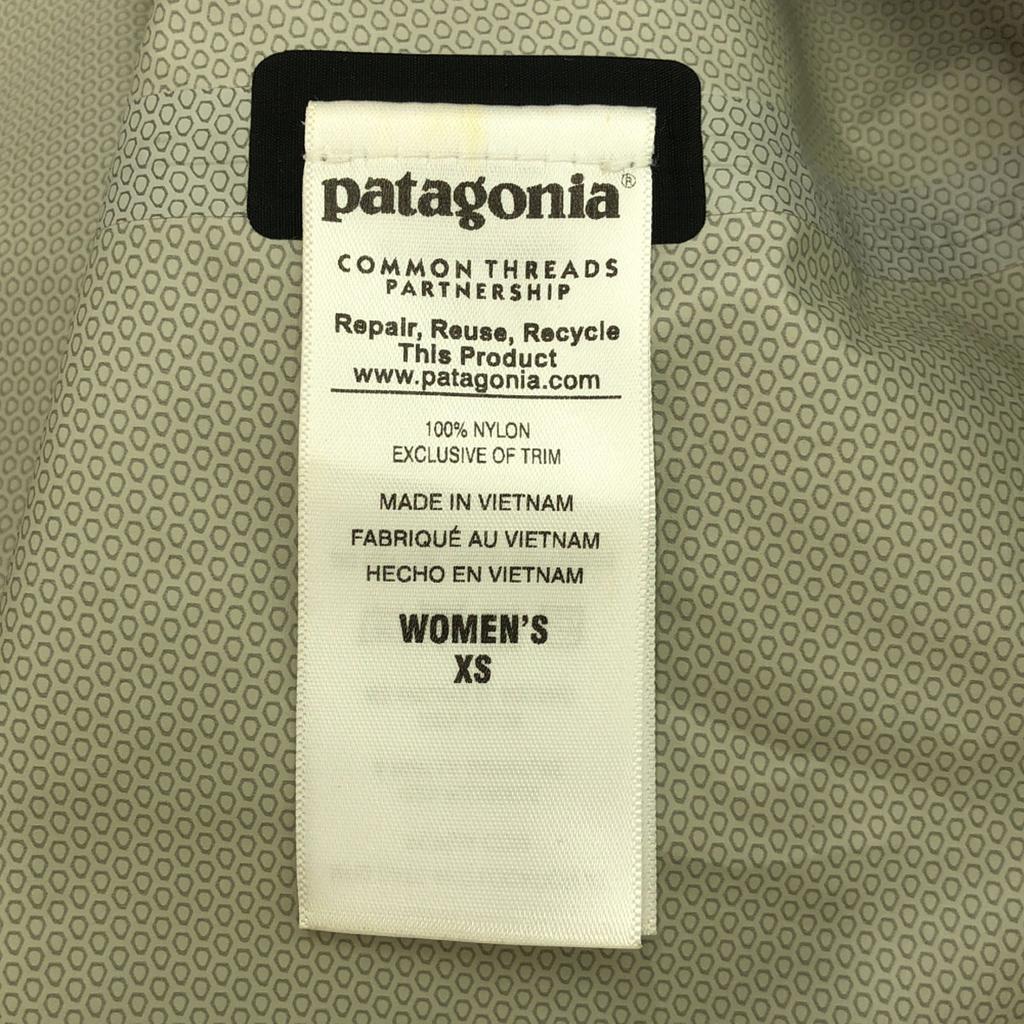 patagonia®
COMMON THREADS
PARTNERSHIP
Repair, Reuse, Recycle
This Product
www.patagonia.com
100% NYLON
EXCLUSIVE OF TRIM
MADE IN VIETNAM
FABRIQUÉ AU VIETNAM
HECHO EN VIETNAM
WOMEN'S
XS